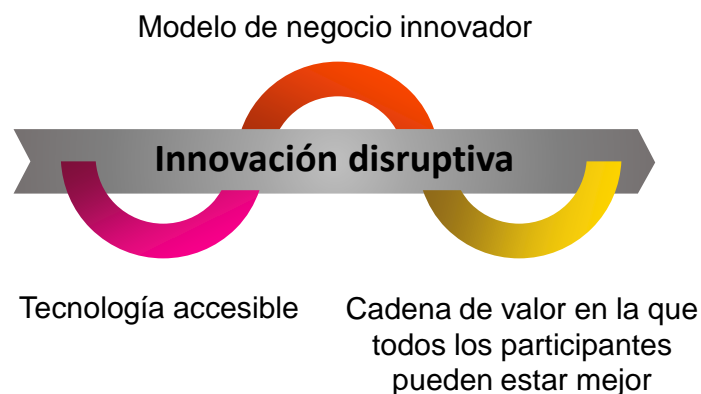 Modelo de negocio innovador
Innovación disruptiva
Tecnología accesible
Cadena de valor en la que
todos los participantes
pueden estar mejor